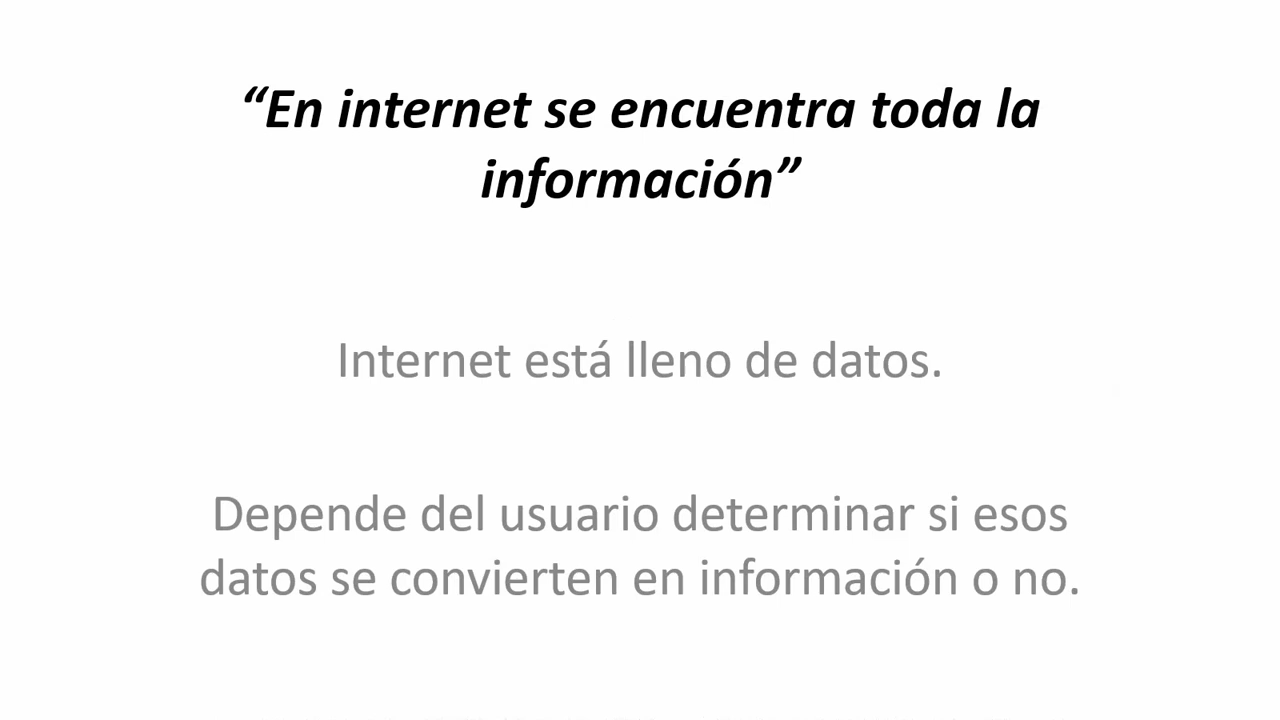 “En internet se encuentra toda la
información”
Internet está lleno de datos.
Depende del usuario determinar si esos
datos se convierten en información o no.